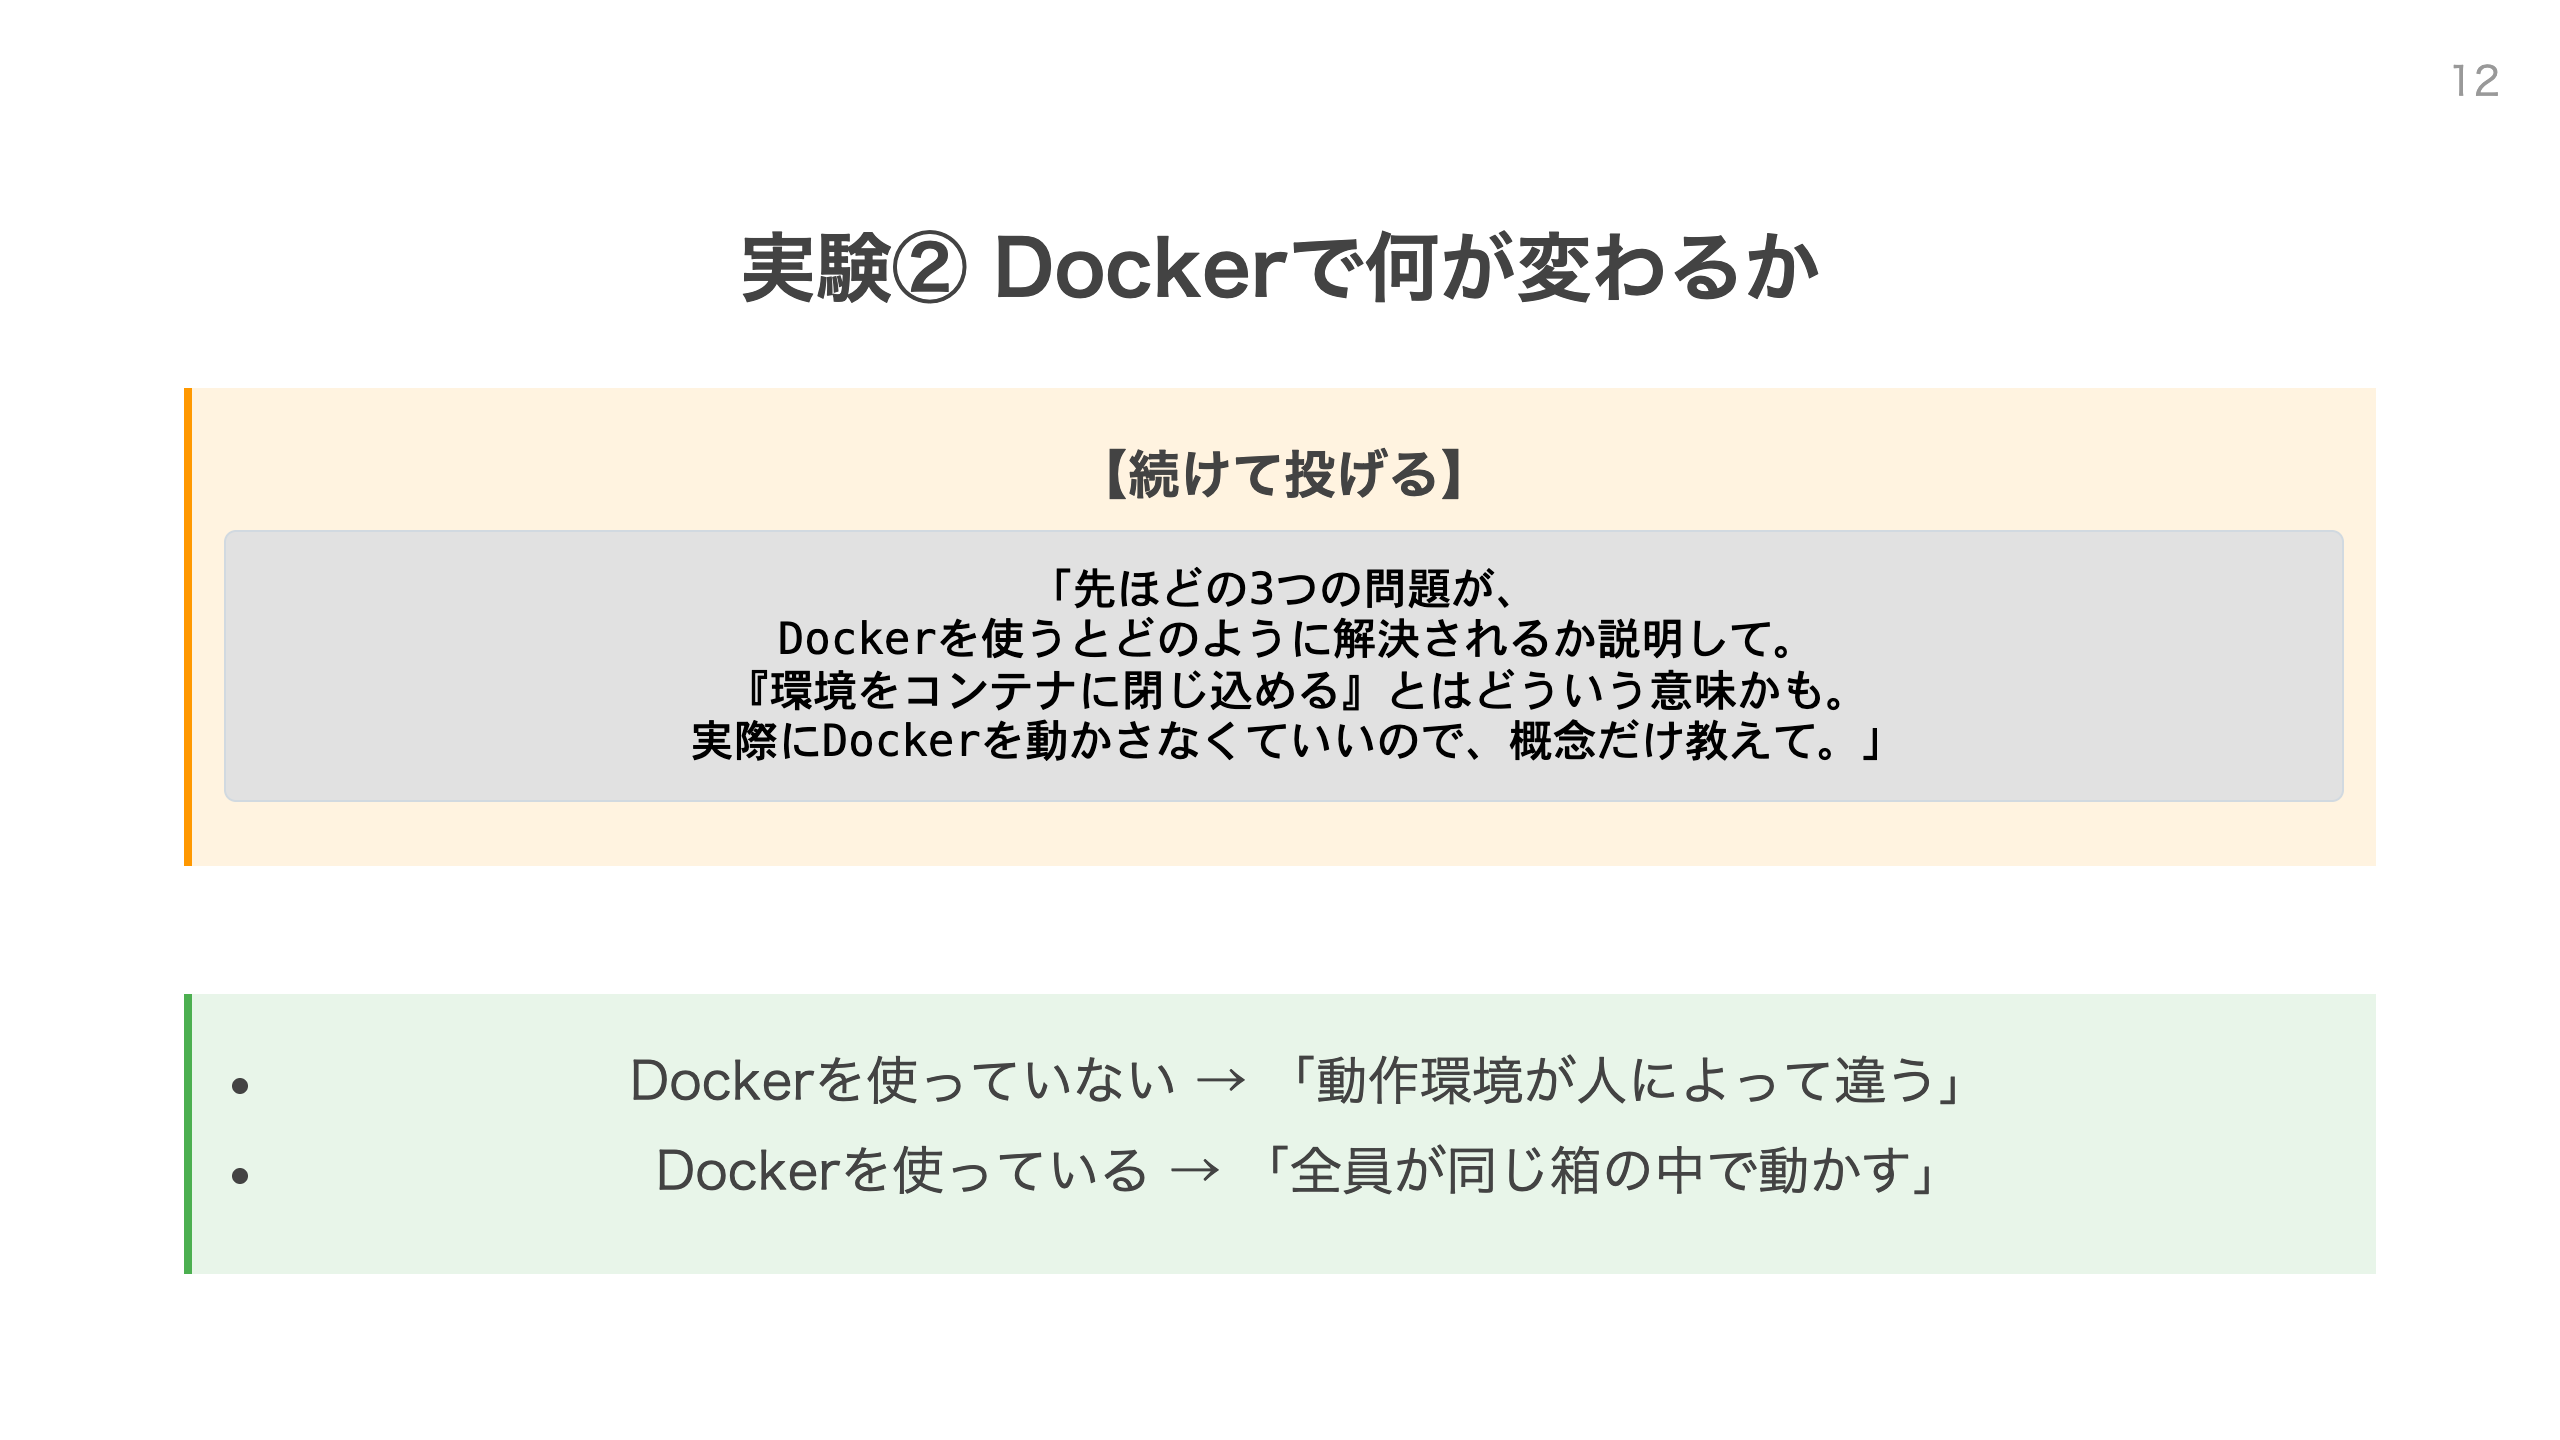 12
実験② Dockerで何が変わるか
【続けて投げる】
「先ほどの3つの問題が、
Dockerを使うとどのように解決されるか説明して。
『環境をコンテナに閉じ込める』とはどういう意味かも。
実際にDockerを動かさなくていいので、概念だけ教えて。」
• Dockerを使っていない → 「動作環境が人によって違う」
• Dockerを使っている → 「全員が同じ箱の中で動かす」